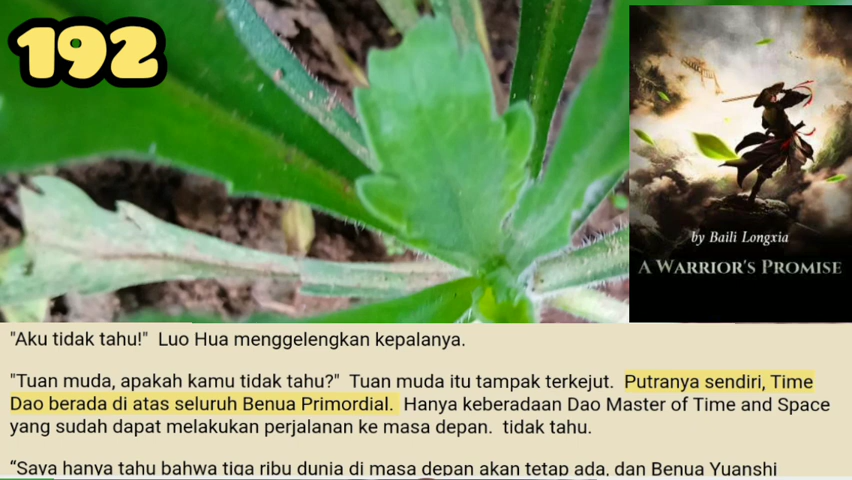 192
by Baili Longxia
A WARRIOR'S PROMISE
"Aku tidak tahu!" Luo Hua menggelengkan kepalanya.
"Tuan muda, apakah kamu tidak tahu?" Tuan muda itu tampak terkejut. Putranya sendiri, Time
Dao berada di atas seluruh Benua Primordial. Hanya keberadaan Dao Master of Time and Space
yang sudah dapat melakukan perjalanan ke masa depan. tidak tahu.
“Saya hanya tahu bahwa tiga ribu dunia di masa depan akan tetap ada, dan Benua Yuanshi